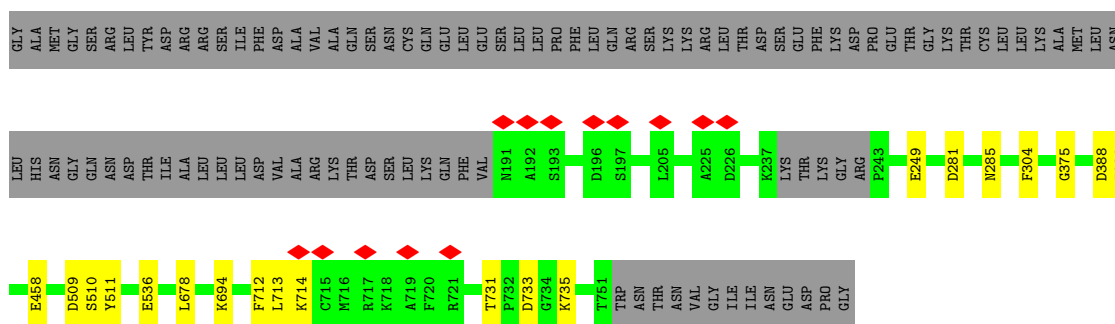 GLY ALA MET GLY SER ARG LEU TYR ASP ARG ARG SER ILE PHE ASP ALA VAL ALA GLN SER ASN CYS GLN GLU LEU GLU SER LEU LEU PRO PHE LEU GLN ARG SER LYS LYS ARG LEU THR ASP SER GLU PHE LYS ASP PRO GLU THR GLY LYS THR CYS LEU LEU LYS ALA MET LEU ASN
LEU HIS ASN GLY GLN ASN ASP THR ILE ALA LEU LEU LEU ASP VAL ALA ARG LYS THR ASP SER LEU LYS GLN PHE VAL N191 A192 S193 D196 S197 L205 A225 D226 K237 LYS THR LYS GLY ARG P243 E249 D281 N285 F304 G375 D388
E458 D509 S510 Y511 E536 L678 K694 F712 L713 K714 C715 M716 R717 K718 A719 F720 R721 T731 P732 D733 G734 K735 T751 TRP ASN THR ASN VAL GLY ILE ILE ASN GLU ASP PRO GLY